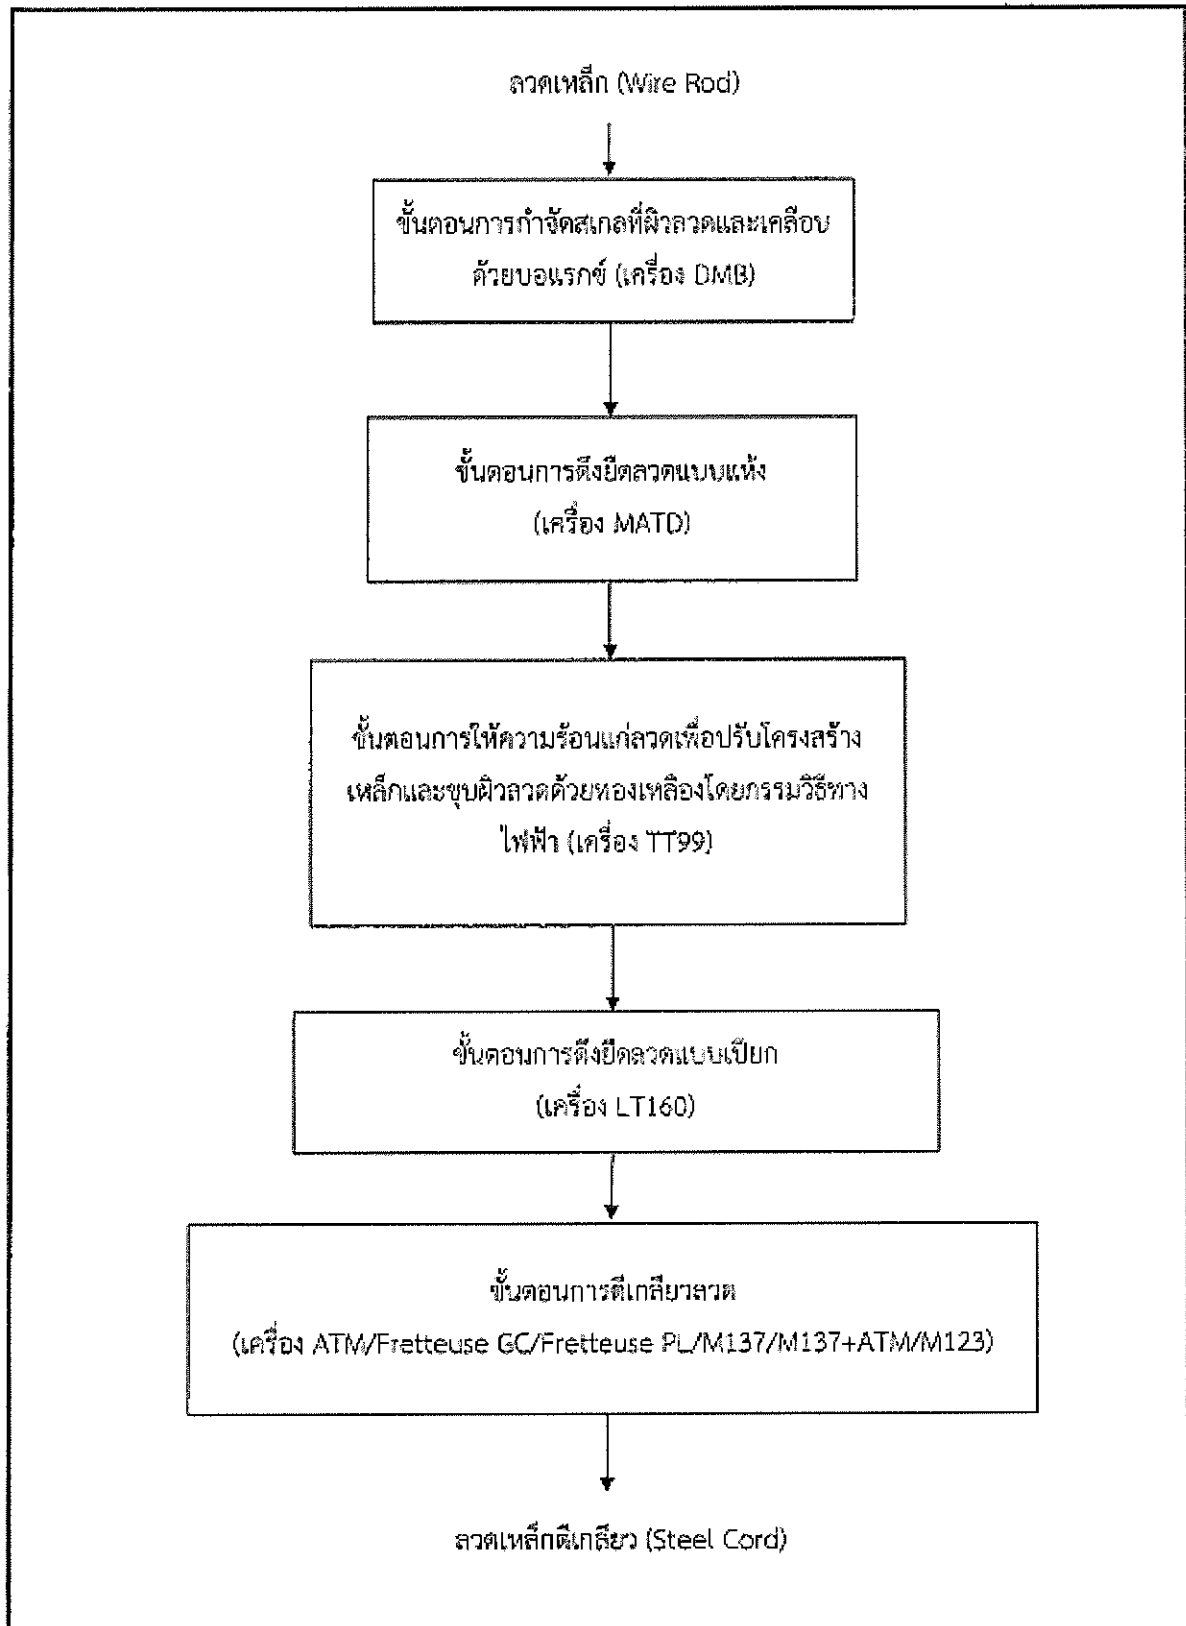 ลวดเหล็ก (Wire Rod)
ขั้นตอนการกำจัดสเกลที่ผิวลวดและเคลือบ
ด้วยบอแรกซ์ (เครื่อง DMB)
ขั้นตอนการดึงยืดลวดแบบแห้ง
(เครื่อง MATD)
ขั้นตอนการให้ความร้อนแก่ลวดเพื่อปรับโครงสร้าง
เหล็กและชุบผิวลวดด้วยทองเหลืองโดยกรรมวิธีทาง
ไฟฟ้า (เครื่อง TT99)
ขั้นตอนการดึงยืดลวดแบบเปียก
(เครื่อง LT160)
ขั้นตอนการตีเกลียวลวด
(เครื่อง ATM/Fretteuse GC/Fretteuse PL/M137/M137+ATM/M123)
ลวดเหล็กตีเกลียว (Steel Cord)